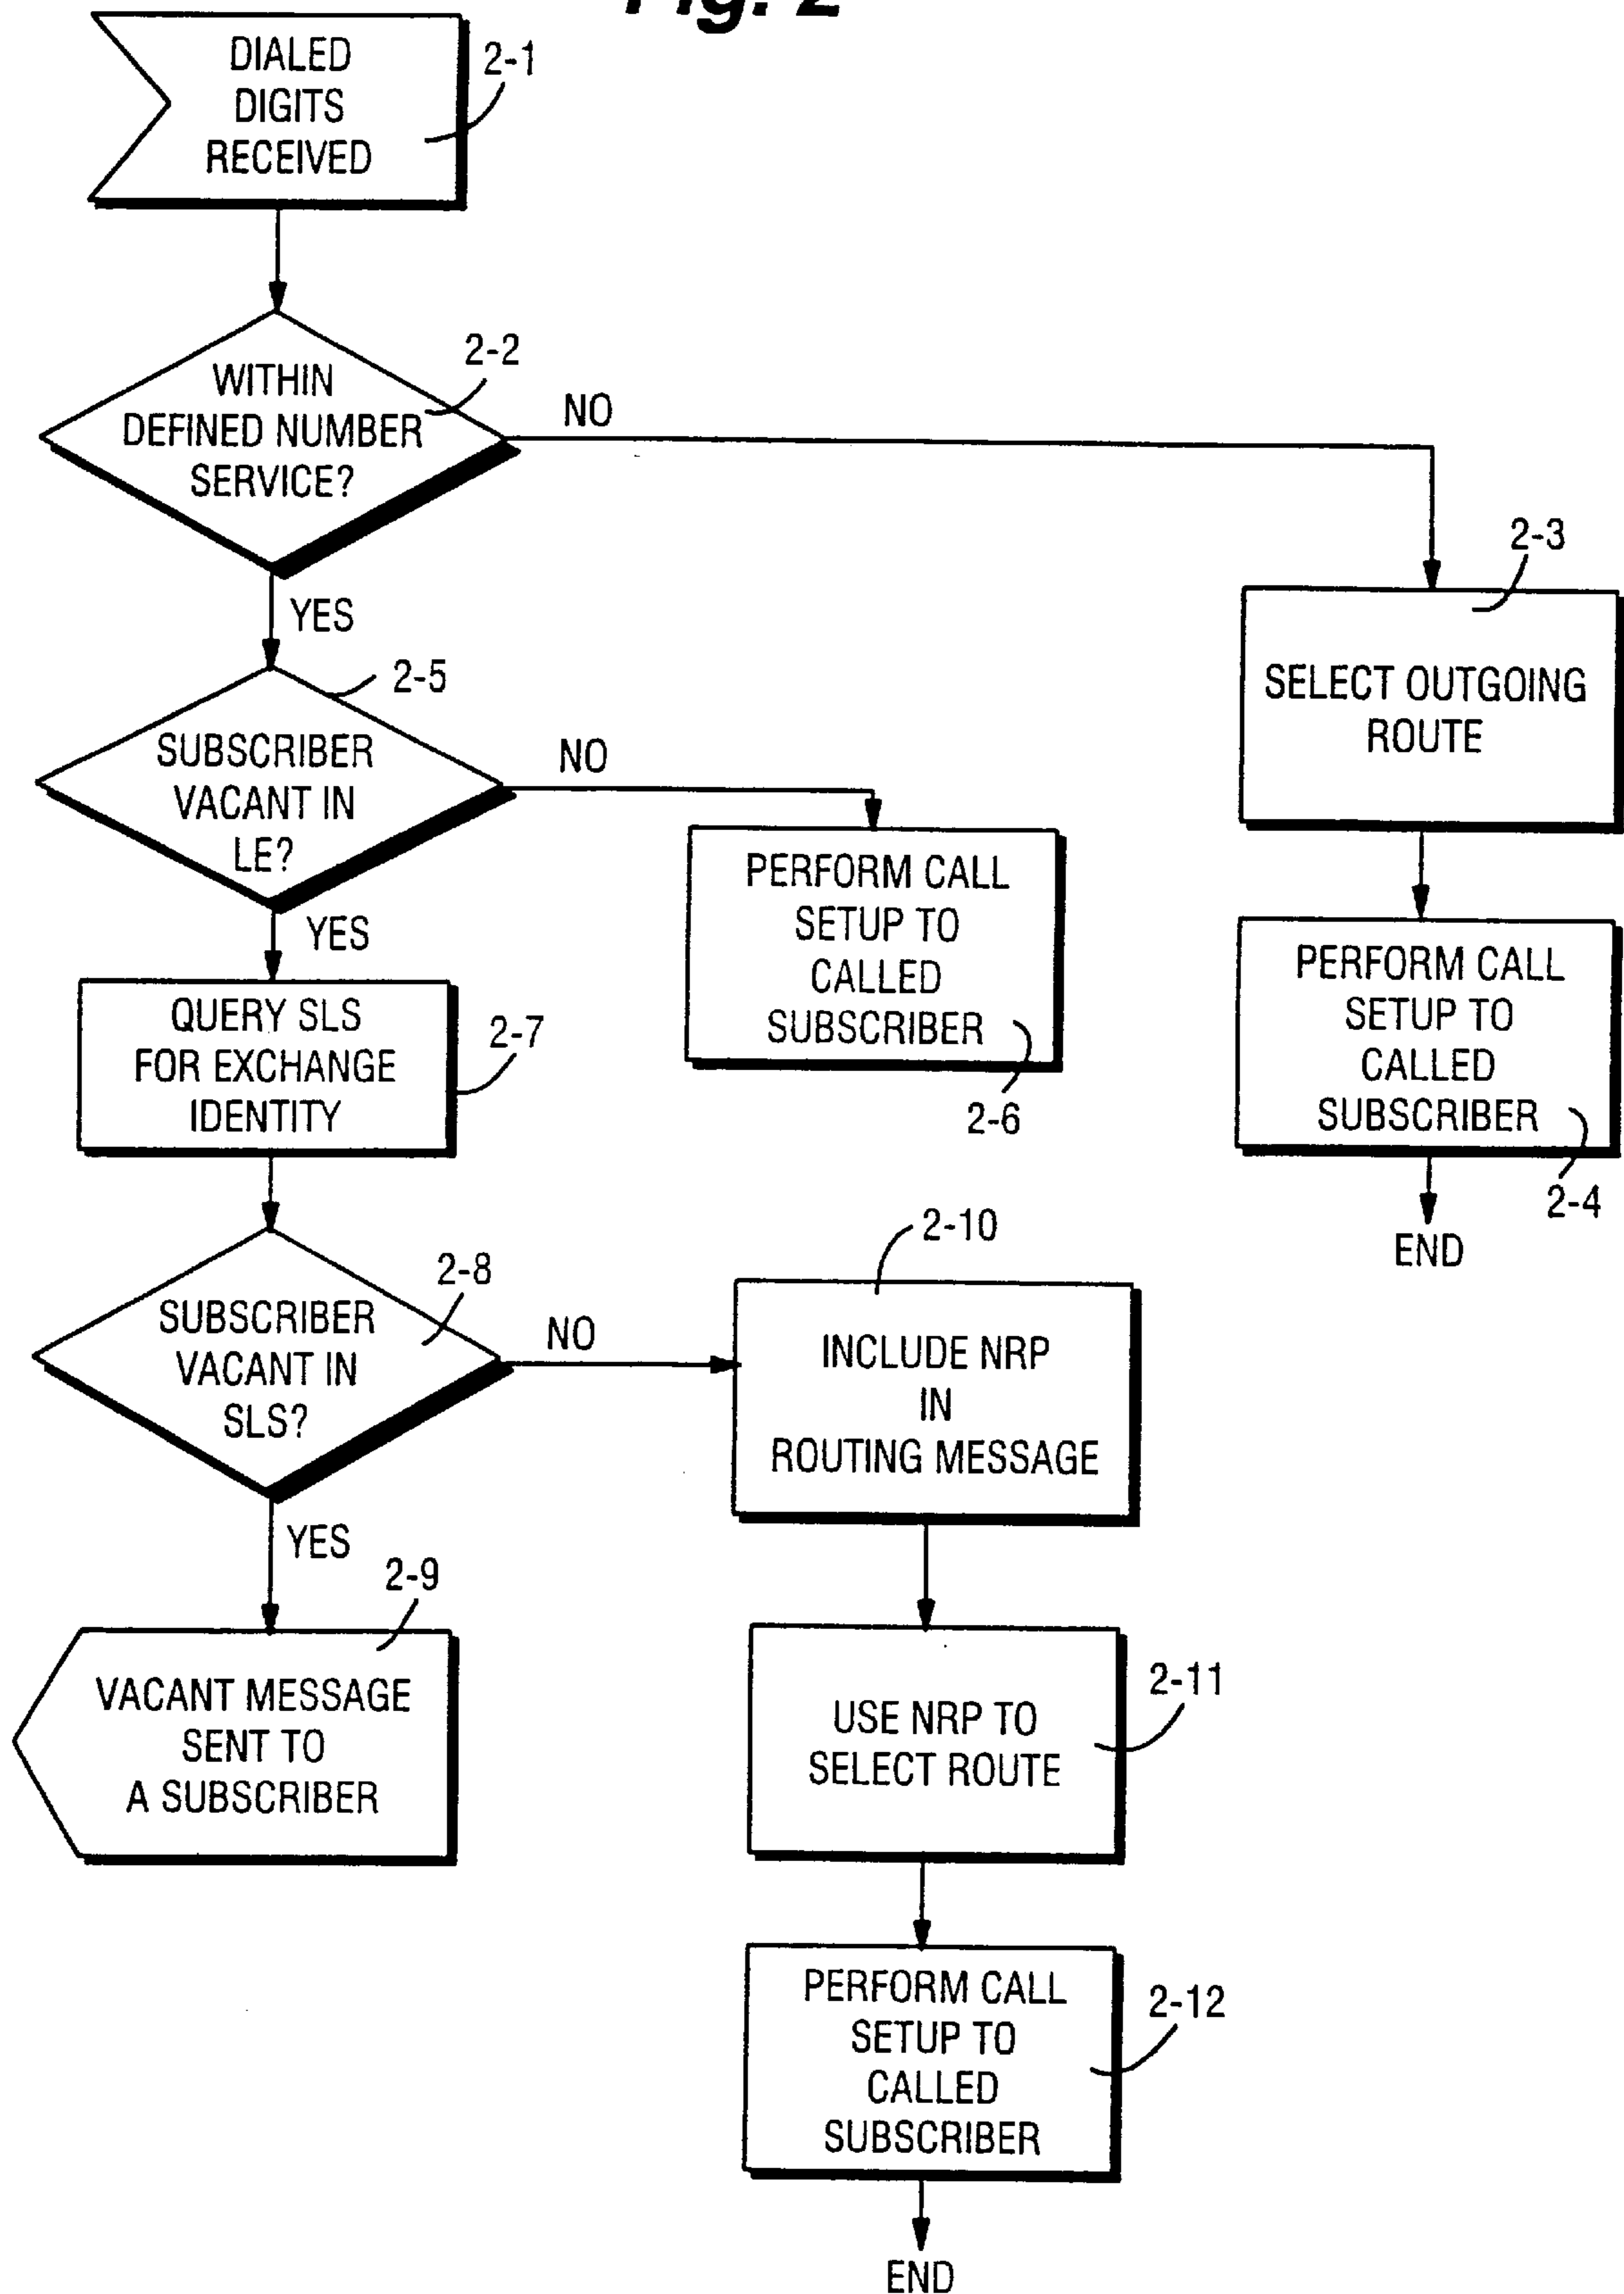 Fig. 2
DIALED
DIGITS
RECEIVED
2-1
WITHIN
DEFINED NUMBER
SERVICE?
2-2
NO
YES
2-3
SELECT OUTGOING
ROUTE
SUBSCRIBER
VACANT IN
LE?
2-5
NO
YES
PERFORM CALL
SETUP TO
CALLED
SUBSCRIBER
2-6
PERFORM CALL
SETUP TO
CALLED
SUBSCRIBER
2-4
END
QUERY SLS
FOR EXCHANGE
IDENTITY
2-7
SUBSCRIBER
VACANT IN
SLS?
2-8
NO
YES
2-10
INCLUDE NRP
IN
ROUTING MESSAGE
2-9
VACANT MESSAGE
SENT TO
A SUBSCRIBER
USE NRP TO
SELECT ROUTE
2-11
PERFORM CALL
SETUP TO
CALLED
SUBSCRIBER
2-12
END